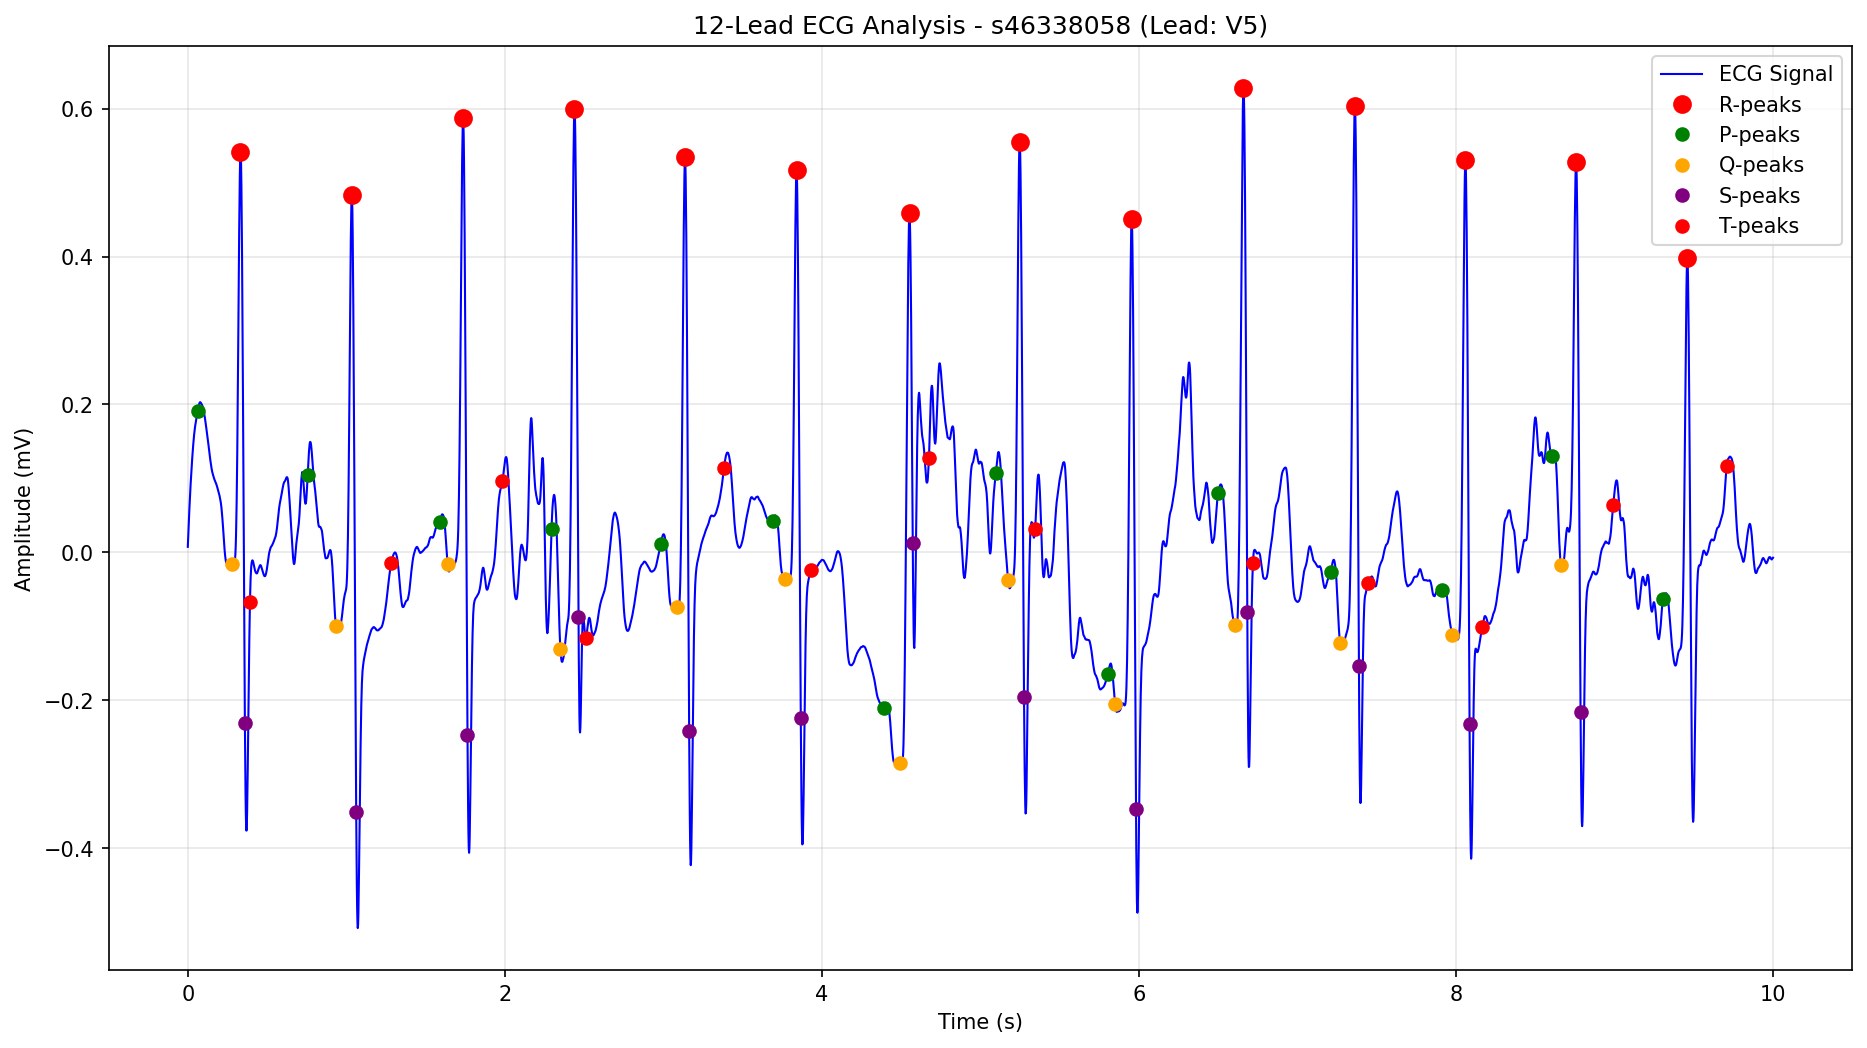 12-Lead ECG Analysis - s46338058 (Lead: V5)
ECG Signal
R-peaks
P-peaks
Q-peaks
S-peaks
T-peaks
Amplitude (mV)
0.6
0.4
0.2
0.0
−0.2
−0.4
0 2 4 6 8 10
Time (s)